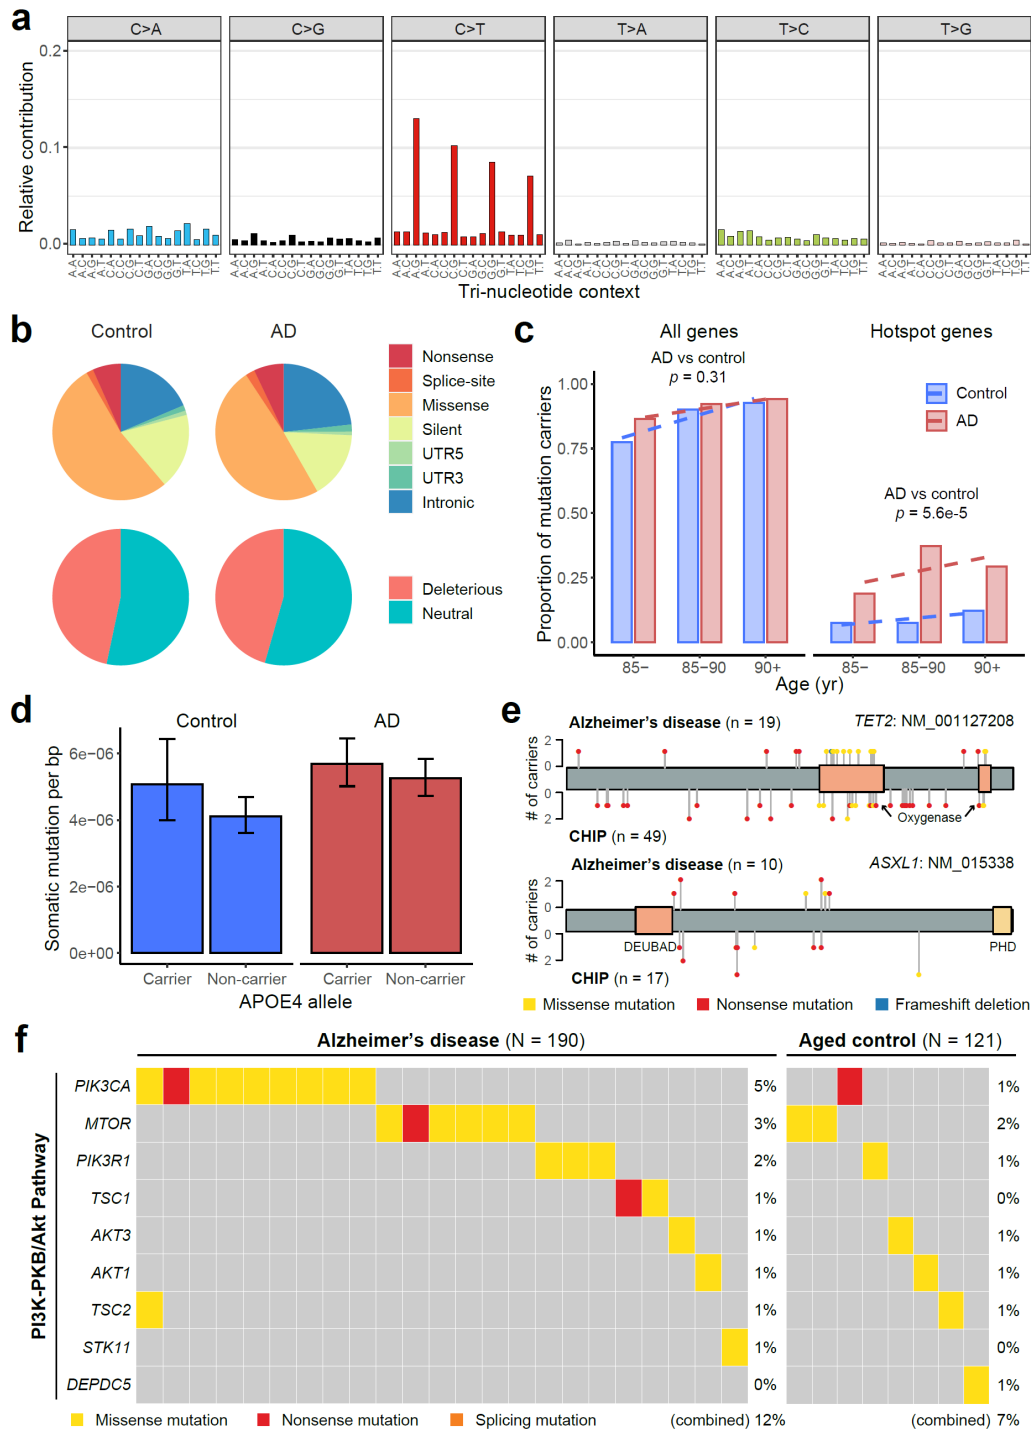 a
C>A C>G C>T T>A T>C T>G
Relative contribution
0.2
0.1
0.0
Tri-nucleotide context
b
Control AD
Nonsense
Splice-site
Missense
Silent
UTR5
UTR3
Intronic
Deleterious
Neutral
c
All genes Hotspot genes
AD vs control
p = 0.31
Control
AD
AD vs control
p = 5.6e-5
Proportion of mutation carriers
1.00
0.75
0.50
0.25
0.00
85− 85−90 90+ 85− 85−90 90+
Age (yr)
d
Control AD
Somatic mutation per bp
6e−06
4e−06
2e−06
0e+00
Carrier Non-carrier Carrier Non-carrier
APOE4 allele
e
Alzheimer's disease (n = 19) TET2: NM_001127208
# of carriers
2
0
0
2
Oxygenase
CHIP (n = 49)
Alzheimer's disease (n = 10) ASXL1: NM_015338
# of carriers
2
0
0
2
DEUBAD PHD
CHIP (n = 17)
Missense mutation Nonsense mutation Frameshift deletion
f
Alzheimer's disease (N = 190) Aged control (N = 121)
PI3K-PKB/Akt Pathway
PIK3CA 5% 1%
MTOR 3% 2%
PIK3R1 2% 1%
TSC1 1% 0%
AKT3 1% 1%
AKT1 1% 1%
TSC2 1% 1%
STK11 1% 0%
DEPDC5 0% 1%
Missense mutation Nonsense mutation Splicing mutation (combined) 12% (combined) 7%